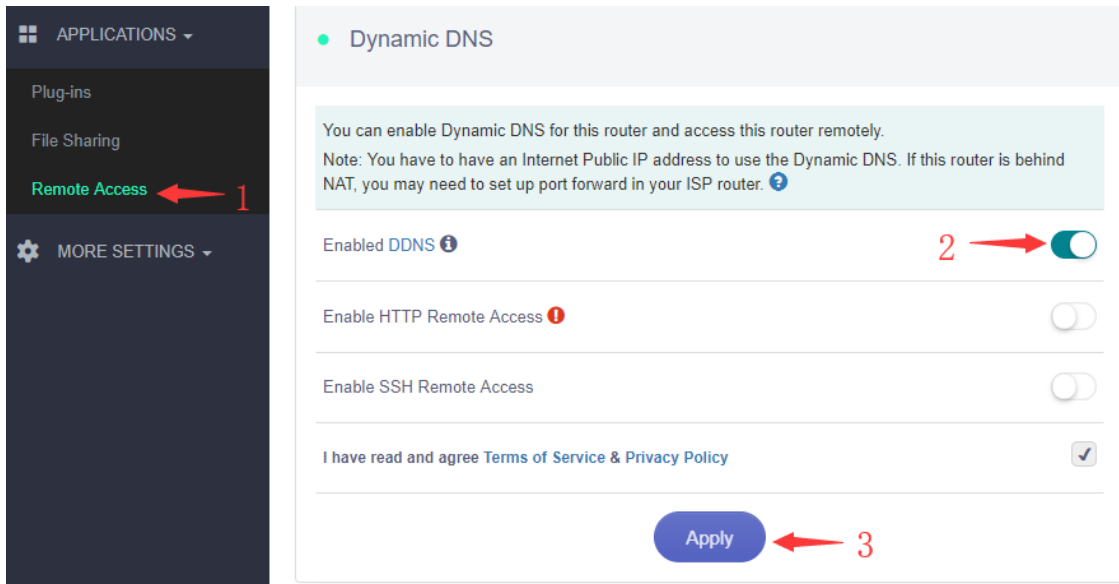 APPLICATIONS
Plug-ins
File Sharing
Remote Access
1
MORE SETTINGS
Dynamic DNS
You can enable Dynamic DNS for this router and access this router remotely.
Note: You have to have an Internet Public IP address to use the Dynamic DNS. If this router is behind
NAT, you may need to set up port forward in your ISP router. ?
Enabled DDNS i
2
Enable HTTP Remote Access !
Enable SSH Remote Access
I have read and agree Terms of Service & Privacy Policy
Apply
3